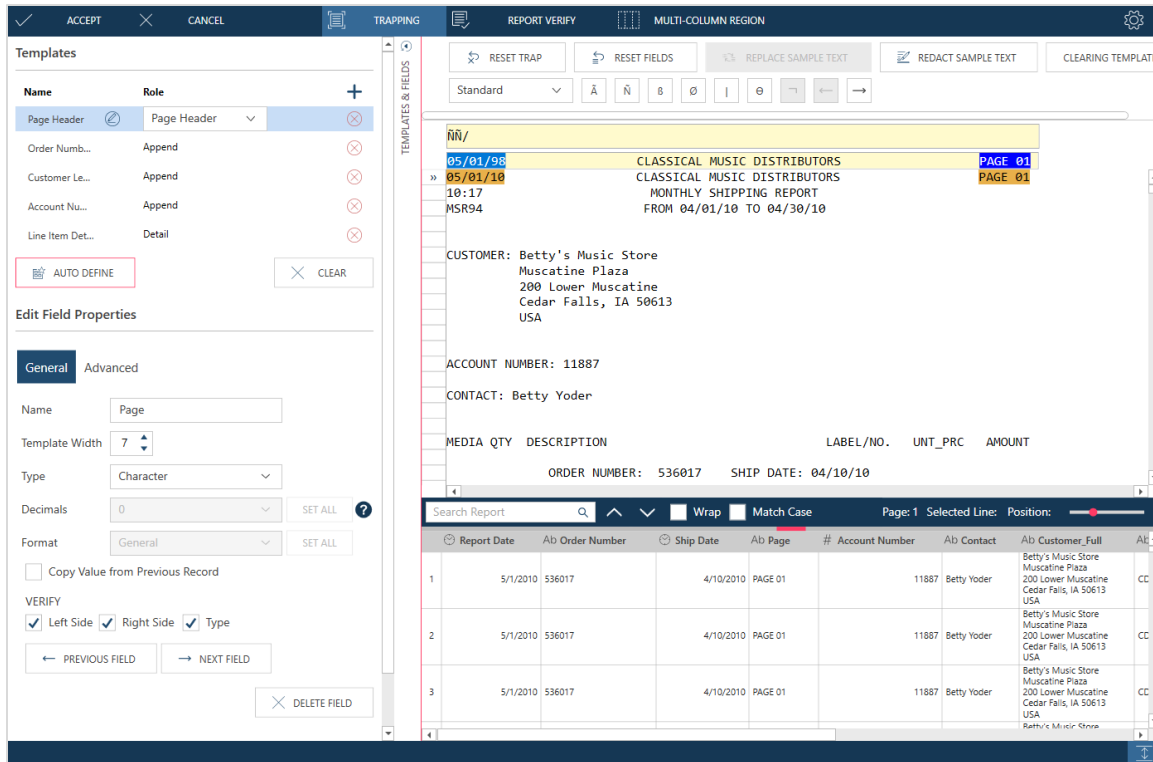 ACCEPT CANCEL TRAPPING REPORT VERIFY MULTI-COLUMN REGION
Templates
Name Role
Page Header Page Header
Order Numb... Append
Customer Le... Append
Account Nu... Append
Line Item Det... Detail
AUTO DEFINE CLEAR
Edit Field Properties
General Advanced
Name Page
Template Width 7
Type Character
Decimals 0 SET ALL ?
Format General SET ALL
Copy Value from Previous Record
VERIFY
Left Side Right Side Type
PREVIOUS FIELD NEXT FIELD
DELETE FIELD
TEMPLATES & FIELDS
RESET TRAP RESET FIELDS REPLACE SAMPLE TEXT REDACT SAMPLE TEXT CLEARING TEMPLAT
Standard Ã Ñ ß Ø | ɵ ¬ ← →
ÑÑ/
05/01/98 CLASSICAL MUSIC DISTRIBUTORS PAGE 01
» 05/01/10 CLASSICAL MUSIC DISTRIBUTORS PAGE 01
10:17 MONTHLY SHIPPING REPORT
MSR94 FROM 04/01/10 TO 04/30/10
CUSTOMER: Betty's Music Store
Muscatine Plaza
200 Lower Muscatine
Cedar Falls, IA 50613
USA
ACCOUNT NUMBER: 11887
CONTACT: Betty Yoder
MEDIA QTY DESCRIPTION LABEL/NO. UNT_PRC AMOUNT
ORDER NUMBER: 536017 SHIP DATE: 04/10/10
Search Report Wrap Match Case Page: 1 Selected Line: Position:
Report Date Ab Order Number Ship Date Ab Page # Account Number Ab Contact Ab Customer_Full Ab
1 5/1/2010 536017 4/10/2010 PAGE 01 11887 Betty Yoder Betty's Music Store
Muscatine Plaza
200 Lower Muscatine
Cedar Falls, IA 50613
USA CD
2 5/1/2010 536017 4/10/2010 PAGE 01 11887 Betty Yoder Betty's Music Store
Muscatine Plaza
200 Lower Muscatine
Cedar Falls, IA 50613
USA CD
3 5/1/2010 536017 4/10/2010 PAGE 01 11887 Betty Yoder Betty's Music Store
Muscatine Plaza
200 Lower Muscatine
Cedar Falls, IA 50613
USA CD
Betty's Music Store